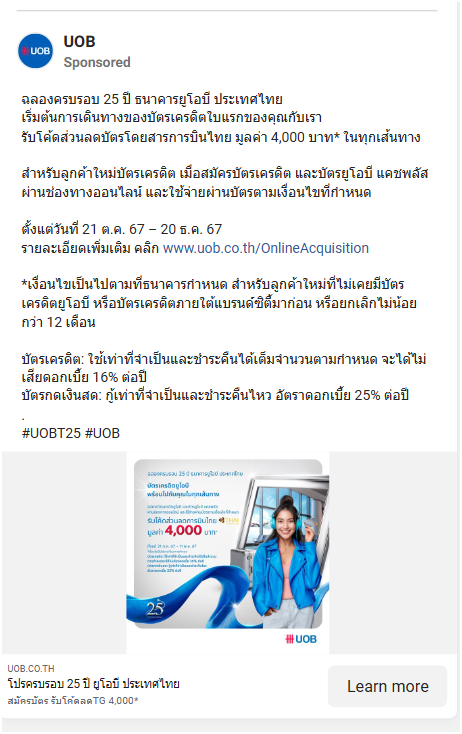 UOB
Sponsored
ฉลองครบรอบ 25 ปี ธนาคารยูโอบี ประเทศไทย
เริ่มต้นการเดินทางของบัตรเครดิตใบแรกของคุณกับเรา
รับโค้ดส่วนลดบัตรโดยสารการบินไทย มูลค่า 4,000 บาท* ในทุกเส้นทาง
สำหรับลูกค้าใหม่บัตรเครดิต เมื่อสมัครบัตรเครดิต และบัตรยูโอบี แคชพลัส
ผ่านช่องทางออนไลน์ และใช้จ่ายผ่านบัตรตามเงื่อนไขที่กำหนด
ตั้งแต่วันที่ 21 ต.ค. 67 – 20 ธ.ค. 67
รายละเอียดเพิ่มเติม คลิก www.uob.co.th/OnlineAcquisition
*เงื่อนไขเป็นไปตามที่ธนาคารกำหนด สำหรับลูกค้าใหม่ที่ไม่เคยมีบัตร
เครดิตยูโอบี หรือบัตรเครดิตภายใต้แบรนด์ซิตี้มาก่อน หรือยกเลิกไม่น้อย
กว่า 12 เดือน
บัตรเครดิต: ใช้เท่าที่จำเป็นและชำระคืนได้เต็มจำนวนตามกำหนด จะได้ไม่
เสียดอกเบี้ย 16% ต่อปี
บัตรกดเงินสด: กู้เท่าที่จำเป็นและชำระคืนไหว อัตราดอกเบี้ย 25% ต่อปี
.
#UOBT25 #UOB
ฉลองครบรอบ 25 ปี ธนาคารยูโอบี ประเทศไทย
บัตรเครดิตยูโอบี
พร้อมไปกับคุณในทุกเส้นทาง
รับโค้ดส่วนลดการบินไทย THAI
มูลค่า 4,000 บาท*
25
UOB
UOB.CO.TH
โปรครบรอบ 25 ปี ยูโอบี ประเทศไทย
สมัครบัตร รับโค้ดลดTG 4,000*
Learn more